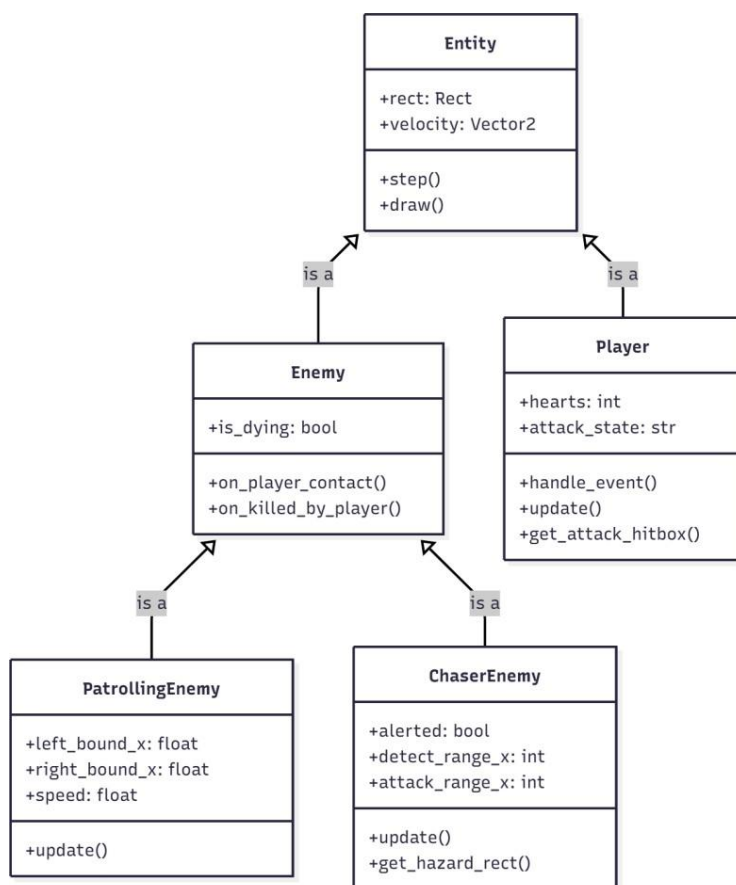 Entity
+rect: Rect
+velocity: Vector2
+step()
+draw()
is a
is a
Enemy
+is_dying: bool
+on_player_contact()
+on_killed_by_player()
Player
+hearts: int
+attack_state: str
+handle_event()
+update()
+get_attack_hitbox()
is a
is a
PatrollingEnemy
+left_bound_x: float
+right_bound_x: float
+speed: float
+update()
ChaserEnemy
+alerted: bool
+detect_range_x: int
+attack_range_x: int
+update()
+get_hazard_rect()